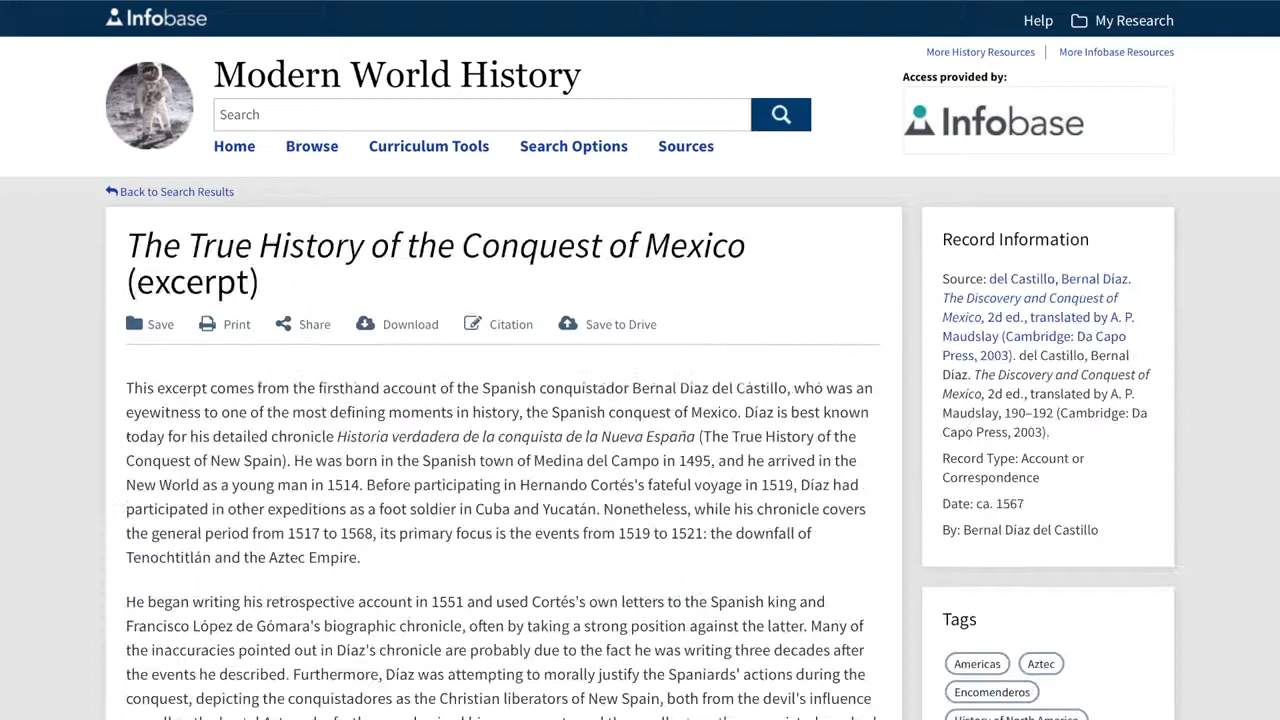 Infobase
Help My Research
More History Resources More Infobase Resources
Modern World History
Access provided by:
Search
Infobase
Home Browse Curriculum Tools Search Options Sources
Back to Search Results
The True History of the Conquest of Mexico
(excerpt)
Save Print Share Download Citation Save to Drive
This excerpt comes from the firsthand account of the Spanish conquistador Bernal Díaz del Castillo, who was an
eyewitness to one of the most defining moments in history, the Spanish conquest of Mexico. Díaz is best known
today for his detailed chronicle Historia verdadera de la conquista de la Nueva España (The True History of the
Conquest of New Spain). He was born in the Spanish town of Medina del Campo in 1495, and he arrived in the
New World as a young man in 1514. Before participating in Hernando Cortés's fateful voyage in 1519, Díaz had
participated in other expeditions as a foot soldier in Cuba and Yucatán. Nonetheless, while his chronicle covers
the general period from 1517 to 1568, its primary focus is the events from 1519 to 1521: the downfall of
Tenochtitlán and the Aztec Empire.
He began writing his retrospective account in 1551 and used Cortés's own letters to the Spanish king and
Francisco López de Gómara's biographic chronicle, often by taking a strong position against the latter. Many of
the inaccuracies pointed out in Díaz's chronicle are probably due to the fact he was writing three decades after
the events he described. Furthermore, Díaz was attempting to morally justify the Spaniards' actions during the
conquest, depicting the conquistadores as the Christian liberators of New Spain, both from the devil's influence
Record Information
Source: del Castillo, Bernal Díaz.
The Discovery and Conquest of
Mexico, 2d ed., translated by A. P.
Maudslay (Cambridge: Da Capo
Press, 2003). del Castillo, Bernal
Díaz. The Discovery and Conquest of
Mexico, 2d ed., translated by A. P.
Maudslay, 190–192 (Cambridge: Da
Capo Press, 2003).
Record Type: Account or
Correspondence
Date: ca. 1567
By: Bernal Díaz del Castillo
Tags
Americas Aztec
Encomenderos
History of North America